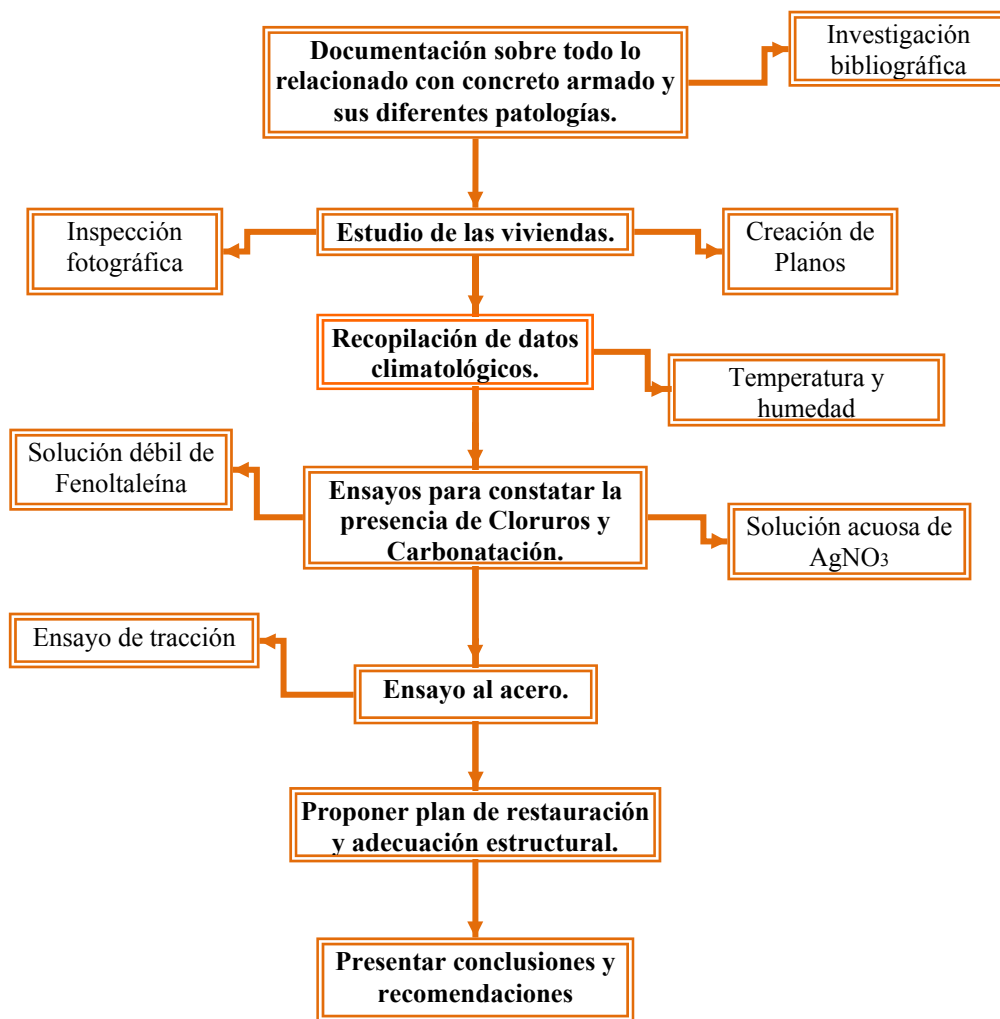 Documentación sobre todo lo
relacionado con concreto armado y
sus diferentes patologías.
Investigación
bibliográfica
Estudio de las viviendas.
Inspección
fotográfica
Creación de
Planos
Recopilación de datos
climatológicos.
Temperatura y
humedad
Ensayos para constatar la
presencia de Cloruros y
Carbonatación.
Solución débil de
Fenoltaleína
Solución acuosa de
AgNO₃
Ensayo al acero.
Ensayo de tracción
Proponer plan de restauración
y adecuación estructural.
Presentar conclusiones y
recomendaciones